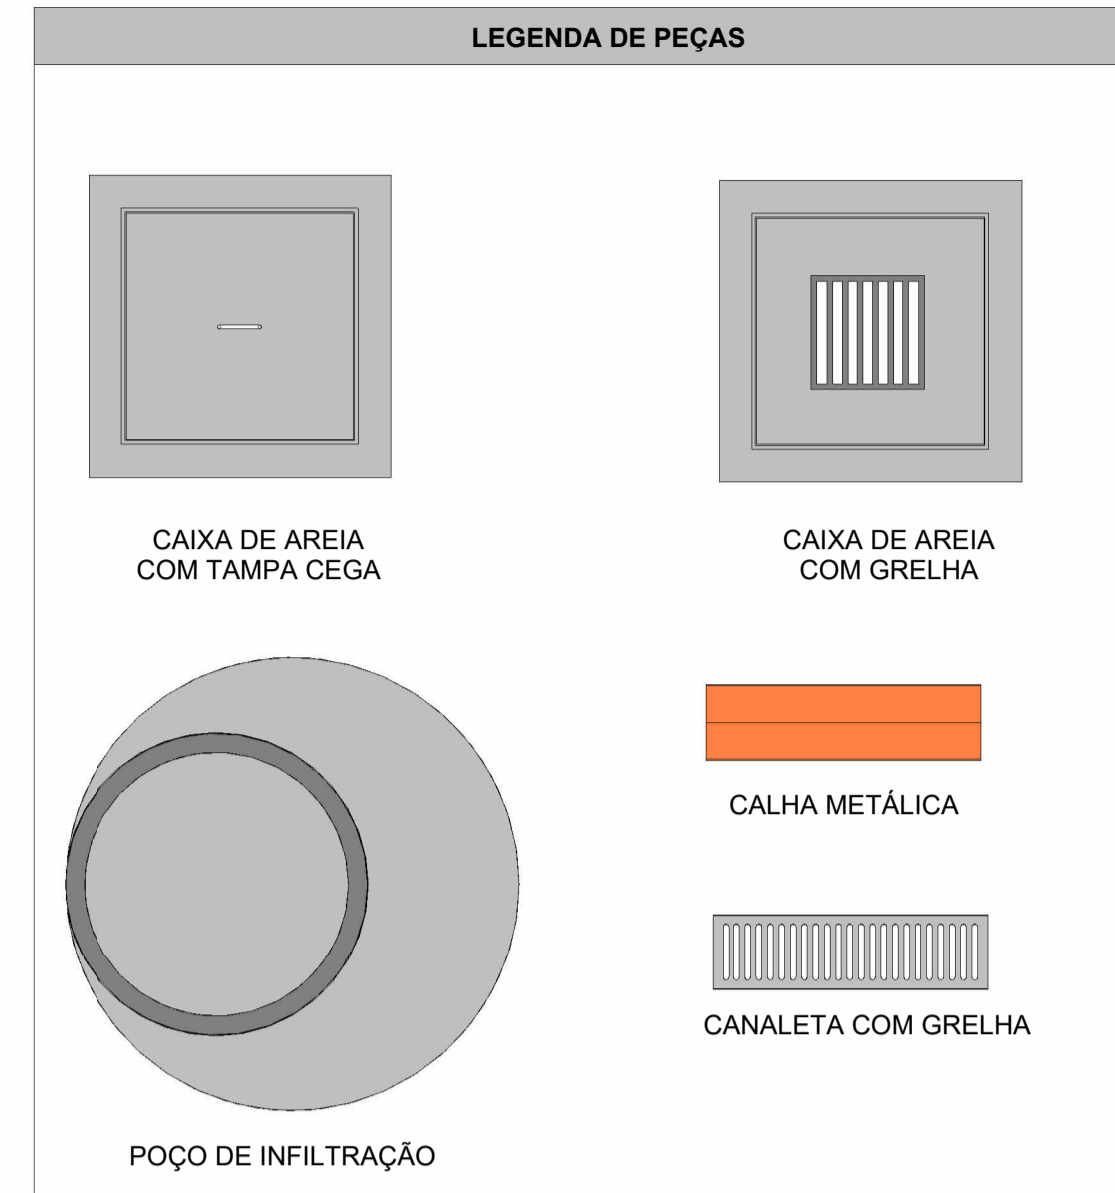 LEGENDA DE PEÇAS
CAIXA DE AREIA
COM TAMPA CEGA
CAIXA DE AREIA
COM GRELHA
CALHA METÁLICA
CANALETA COM GRELHA
POÇO DE INFILTRAÇÃO